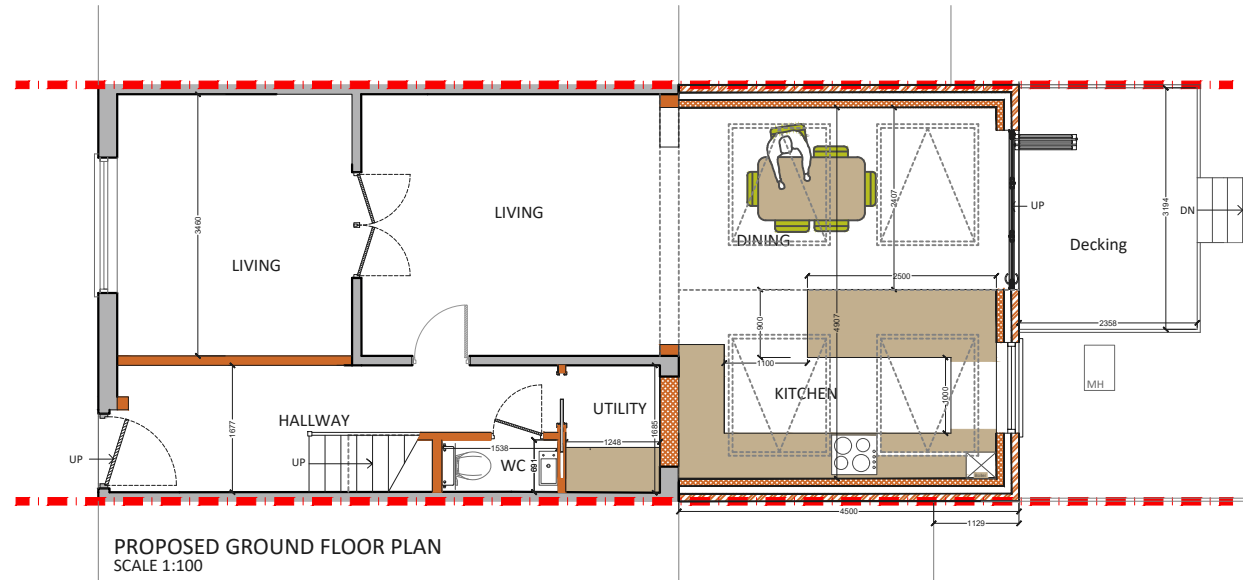 3460
LIVING
LIVING
DINING
2407
UP
3194
DN
Decking
2500
900
4907
1100
KITCHEN
1000
2358
MH
HALLWAY
1677
UP
UP
1538
WC
UTILITY
1248
1685
4500
1129
PROPOSED GROUND FLOOR PLAN
SCALE 1:100